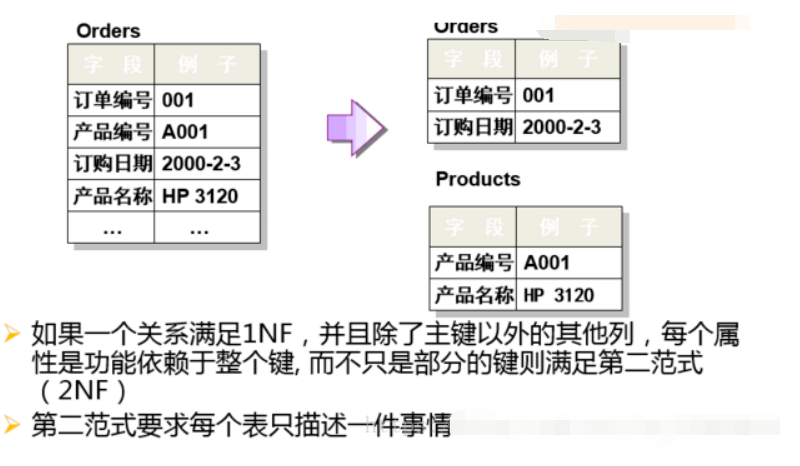 Orders
字 段 例 子
订单编号 001
产品编号 A001
订购日期 2000-2-3
产品名称 HP 3120
... ...
Orders
字 段 例 子
订单编号 001
订购日期 2000-2-3
Products
字 段 例 子
产品编号 A001
产品名称 HP 3120
如果一个关系满足1NF，并且除了主键以外的其他列，每个属
性是功能依赖于整个键, 而不只是部分的键则满足第二范式
（2NF）
第二范式要求每个表只描述一件事情